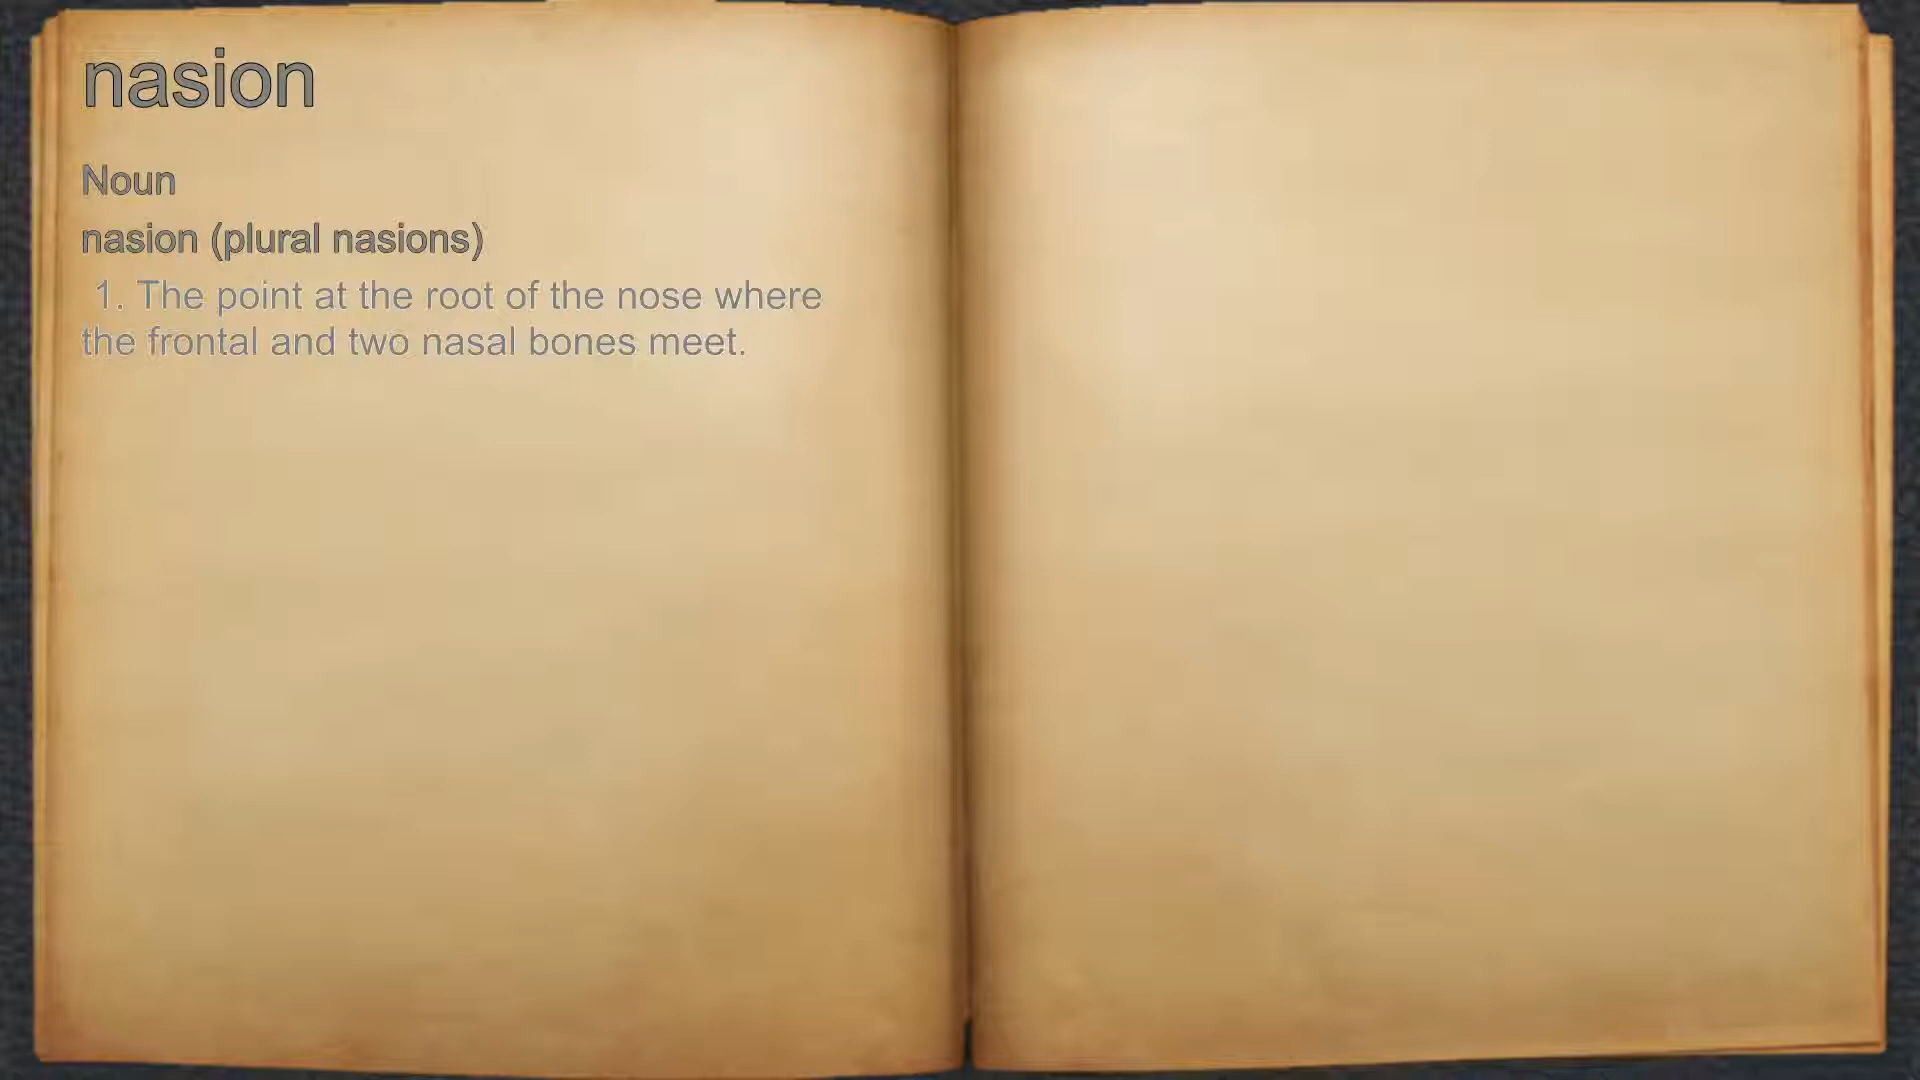 nasion
Noun
nasion (plural nasions)
1. The point at the root of the nose where
the frontal and two nasal bones meet.